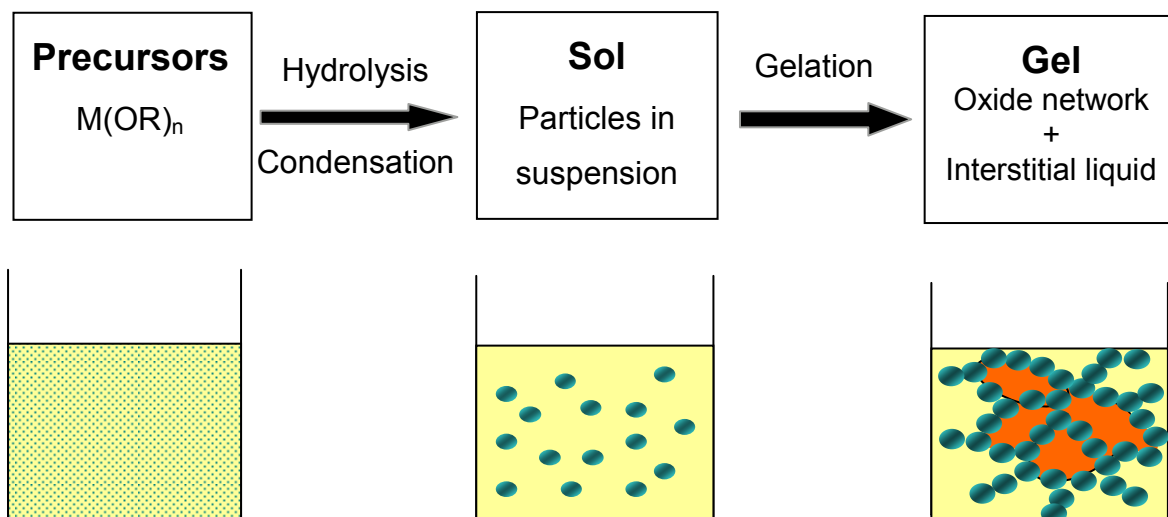 Precursors
M(OR)n
Hydrolysis
Condensation
Sol
Particles in
suspension
Gelation
Gel
Oxide network
+
Interstitial liquid